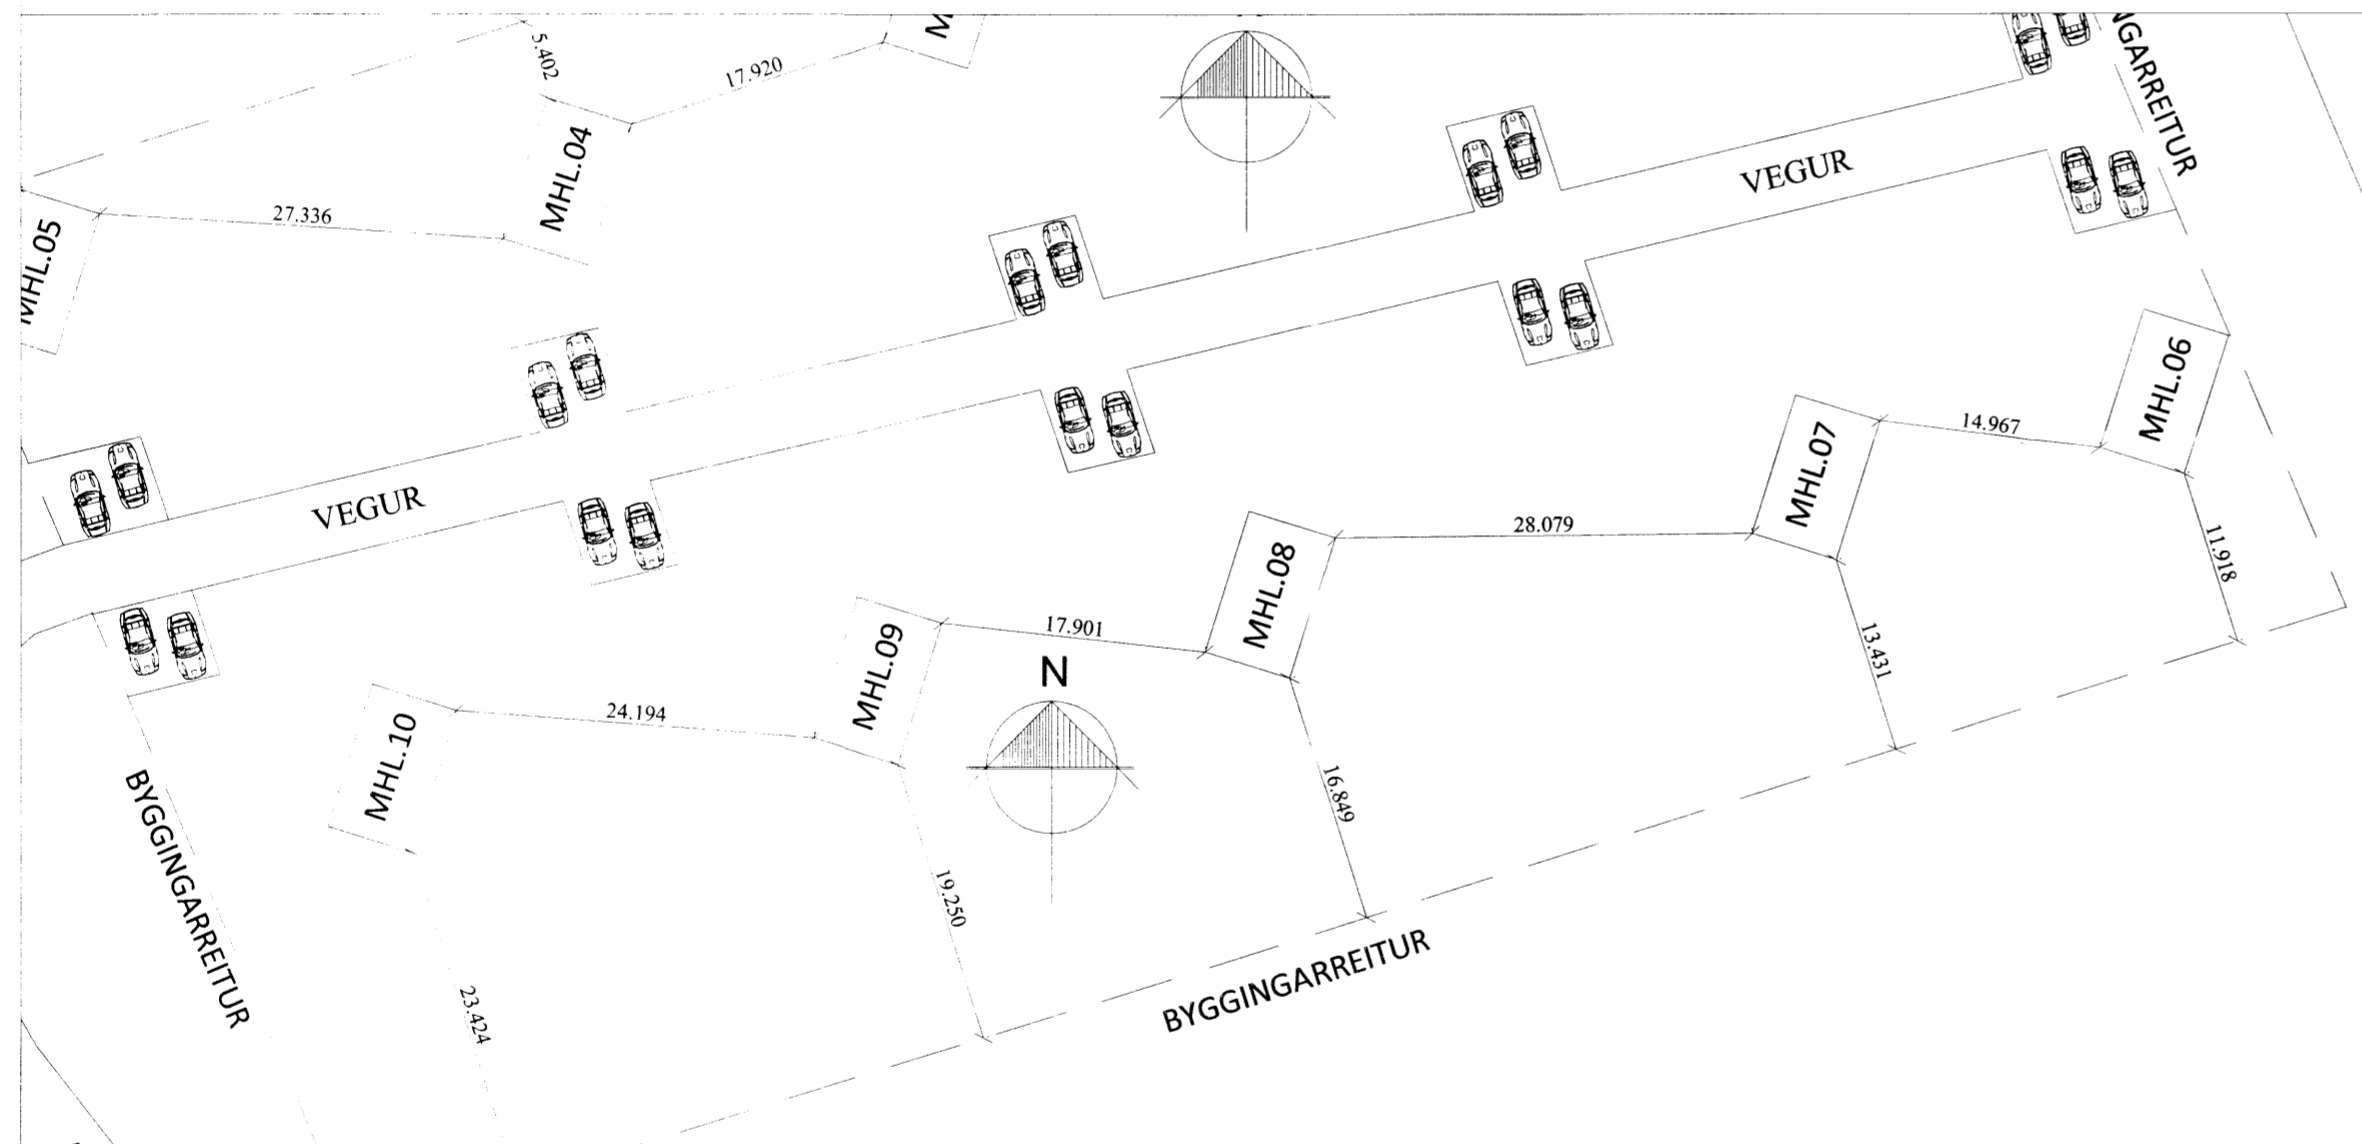 5.402
17.920
MHL.04
VEGUR
27.336
MHL.05
MHL.06
14.967
MHL.07
28.079
11.918
VEGUR
MHL.08
17.901
MHL.09
13.431
N
24.194
MHL.10
16.849
BYGGINGARREITUR
19.250
BYGGINGARREITUR
23.424